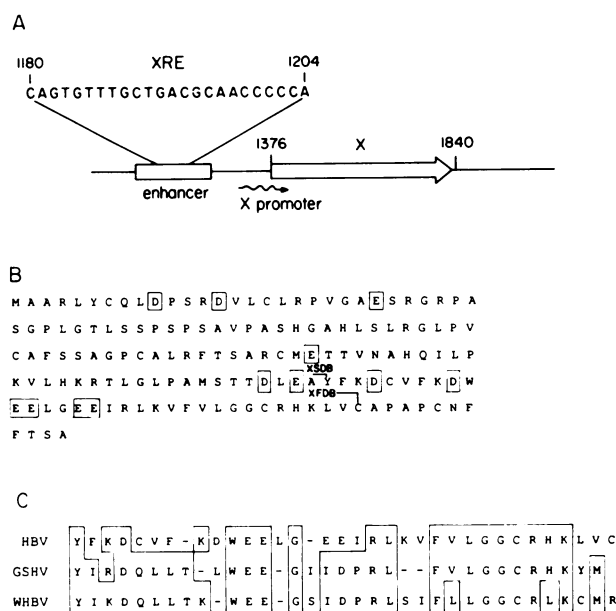 A
1180 XRE 1204
CAGTGTTTGCTGACGCAACCCCCA
1376 X 1840
enhancer
X promoter
B
M A A R L Y C Q L D P S R D V L C L R P V G A E S R G R P A
S G P L G T L S S P S P S A V P A S H G A H L S L R G L P V
C A F S S A G P C A L R F T S A R C M E T T V N A H Q I L P
K V L H K R T L G L P A M S T T D L E A Y F K D C V F K D W
XSDB
XFDB
E E L G E E I R L K V F V L G G C R H K L V C A P A P C N F
F T S A
C
HBV Y F K D C V F - K D W E E L G - E E I R L K V F V L G G C R H K L V C
GSHV Y I R D Q L L T - L W E E - G I I D P R L - - F V L G G C R H K Y M
WHBV Y I K D Q L L T K - W E E - G S I D P R L S I F L L G G C R L K C M R